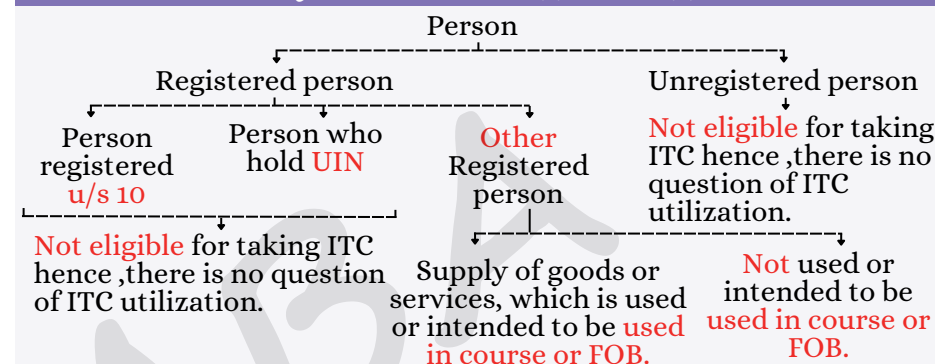 Person
Registered person
Unregistered person
Person
registered
u/s 10
Person who
hold UIN
Other
Registered
person
Not eligible for taking
ITC hence ,there is no
question of ITC
utilization.
Not eligible for taking ITC
hence ,there is no question
of ITC utilization.
Supply of goods or
services, which is used
or intended to be used
in course or FOB.
Not used or
intended to be
used in course or
FOB.